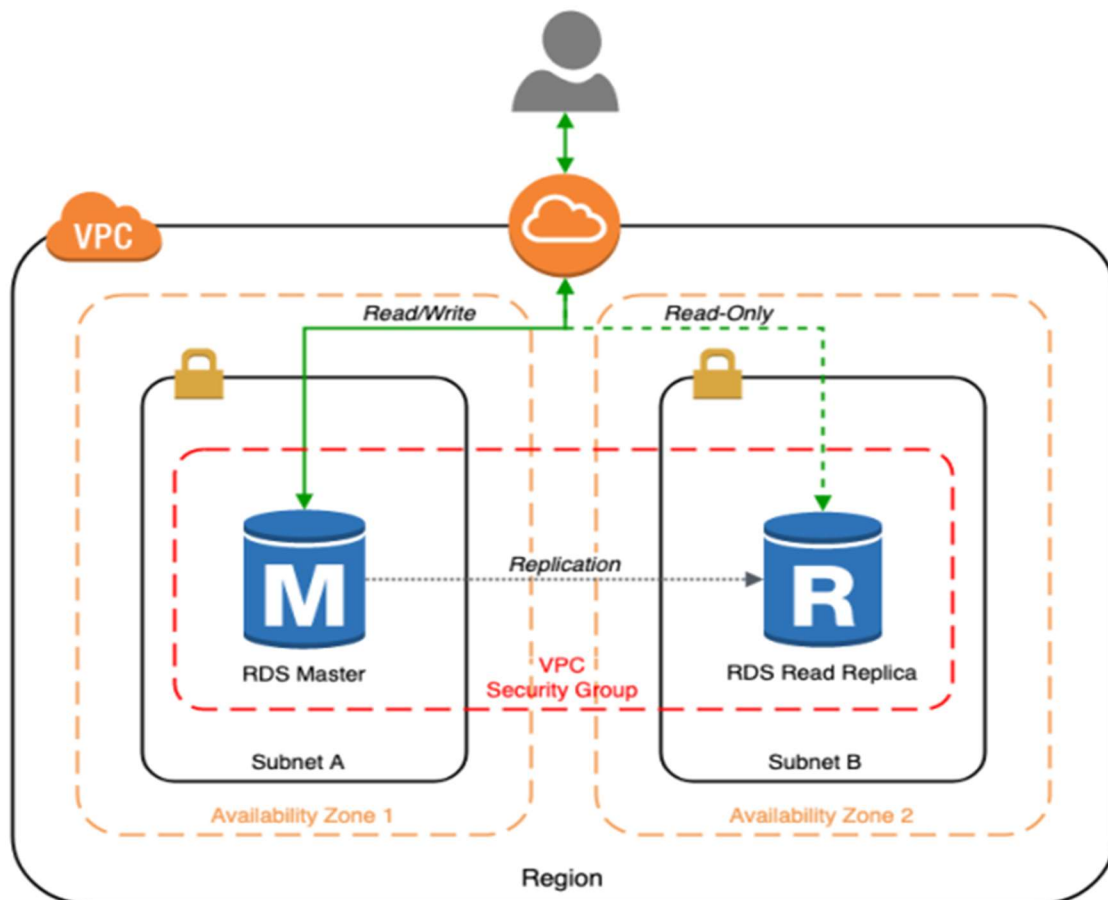 VPC
Read/Write
Read-Only
M
Replication
R
RDS Master
VPC
Security Group
RDS Read Replica
Subnet A
Subnet B
Availability Zone 1
Availability Zone 2
Region